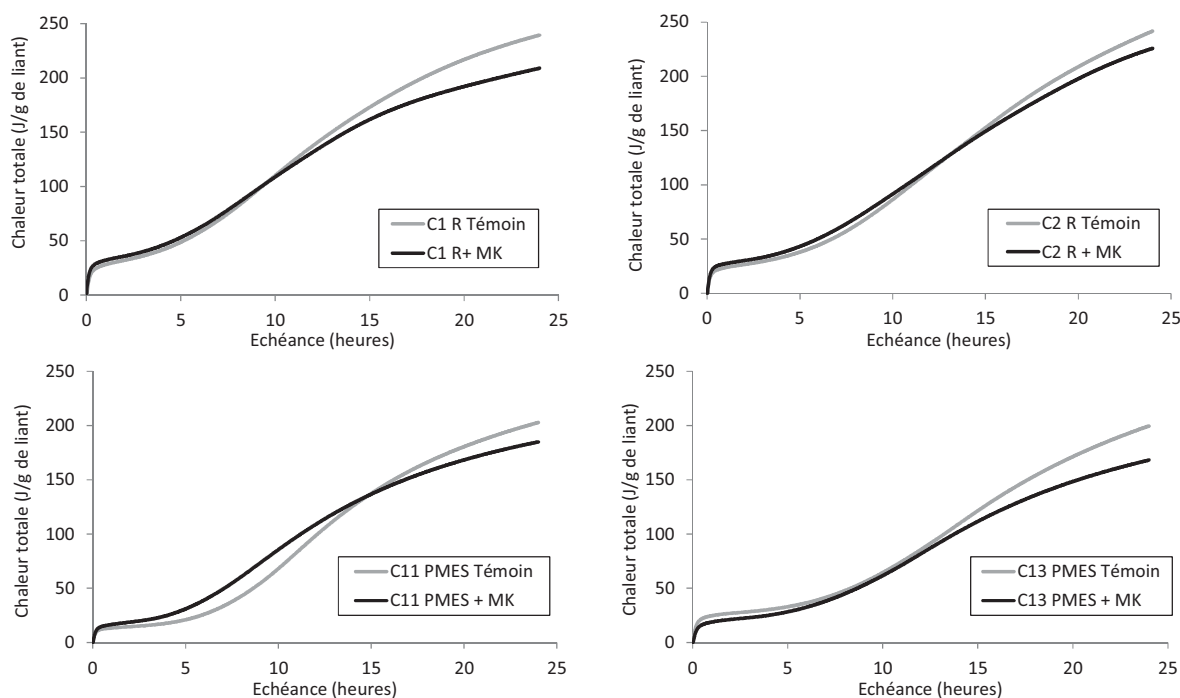 Chaleur totale (J/g de liant)
250
200
150
100
50
0
0 5 10 15 20 25
Echéance (heures)
C1 R Témoin
C1 R+ MK
Chaleur totale (J/g de liant)
250
200
150
100
50
0
0 5 10 15 20 25
Echéance (heures)
C2 R Témoin
C2 R + MK
Chaleur totale (J/g de liant)
250
200
150
100
50
0
0 5 10 15 20 25
Echéance (heures)
C11 PMES Témoin
C11 PMES + MK
Chaleur totale (J/g de liant)
250
200
150
100
50
0
0 5 10 15 20 25
Echéance (heures)
C13 PMES Témoin
C13 PMES + MK